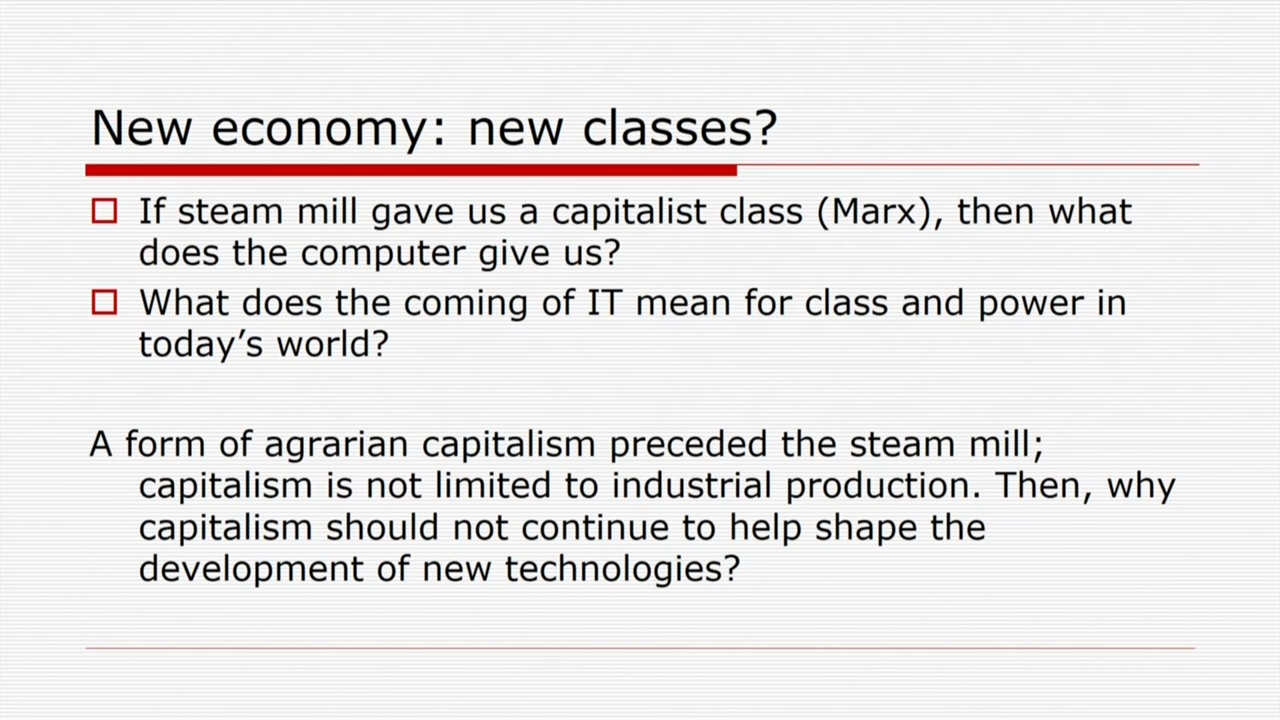 New economy: new classes?
If steam mill gave us a capitalist class (Marx), then what
does the computer give us?
What does the coming of IT mean for class and power in
today’s world?
A form of agrarian capitalism preceded the steam mill;
capitalism is not limited to industrial production. Then, why
capitalism should not continue to help shape the
development of new technologies?